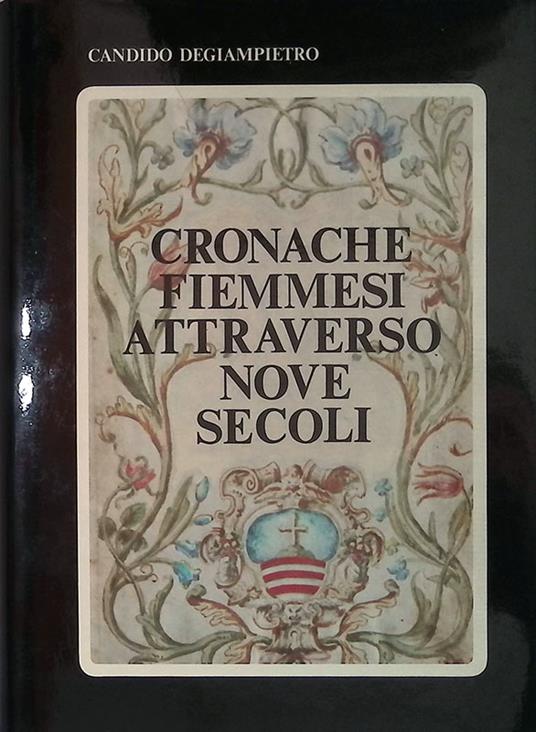 CANDIDO DEGIAMPIETRO
CRONACHE
FIEMMESI
ATTRAVERSO
NOVE
SECOLI